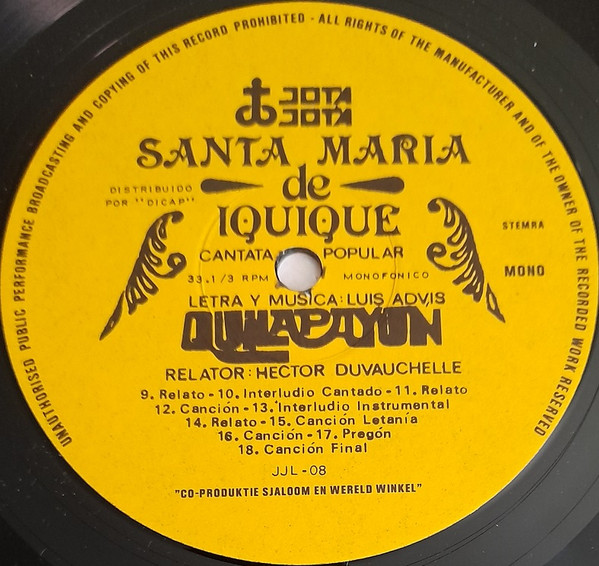 UNAUTHORISED PUBLIC PERFORMANCE BROADCASTING AND COPYING OF THIS RECORD PROHIBITED - ALL RIGHTS OF THE MANUFACTURER AND OF THE OWNER OF THE RECORDED WORK RESERVED
JOTA
JOTA
SANTA MARIA
de
IQUIQUE
DISTRIBUIDO
POR "DICAP"
STEMRA
CANTATA POPULAR
33.1/3 RPM MONOFONICO
MONO
LETRA Y MUSICA: LUIS ADVIS
QUILAPAYUN
RELATOR: HECTOR DUVAUCHELLE
9. Relato - 10. Interludio Cantado - 11. Relato
12. Canción - 13. Interludio Instrumental
14. Relato - 15. Canción Letanía
16. Canción - 17. Pregón
18. Canción Final
JJL - 08
"CO-PRODUKTIE SJALOOM EN WERELD WINKEL"